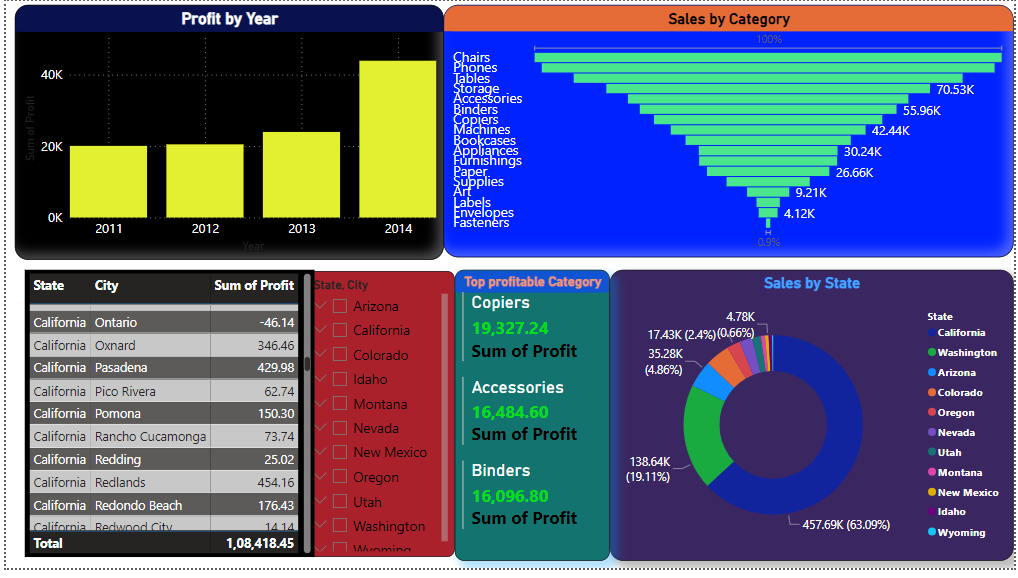 Profit by Year
Sum of Profit
40K
20K
0K
2011 2012 2013 2014
Year
Sales by Category
100%
Chairs
Phones
Tables
Storage 70.53K
Accessories
Binders 55.96K
Copiers
Machines 42.44K
Bookcases
Appliances 30.24K
Furnishings
Paper 26.66K
Supplies
Art 9.21K
Labels
Envelopes 4.12K
Fasteners
0.9%
State City Sum of Profit
California Ontario -46.14
California Oxnard 346.46
California Pasadena 429.98
California Pico Rivera 62.74
California Pomona 150.30
California Rancho Cucamonga 73.74
California Redding 25.02
California Redlands 454.16
California Redondo Beach 176.43
California Redwood City 14.14
Total 1,08,418.45
State, City
Arizona
California
Colorado
Idaho
Montana
Nevada
New Mexico
Oregon
Utah
Washington
Wyoming
Top profitable Category
Copiers
19,327.24
Sum of Profit
Accessories
16,484.60
Sum of Profit
Binders
16,096.80
Sum of Profit
Sales by State
4.78K
(0.66%)
17.43K (2.4%)
35.28K
(4.86%)
138.64K
(19.11%)
457.69K (63.09%)
State
California
Washington
Arizona
Colorado
Oregon
Nevada
Utah
Montana
New Mexico
Idaho
Wyoming